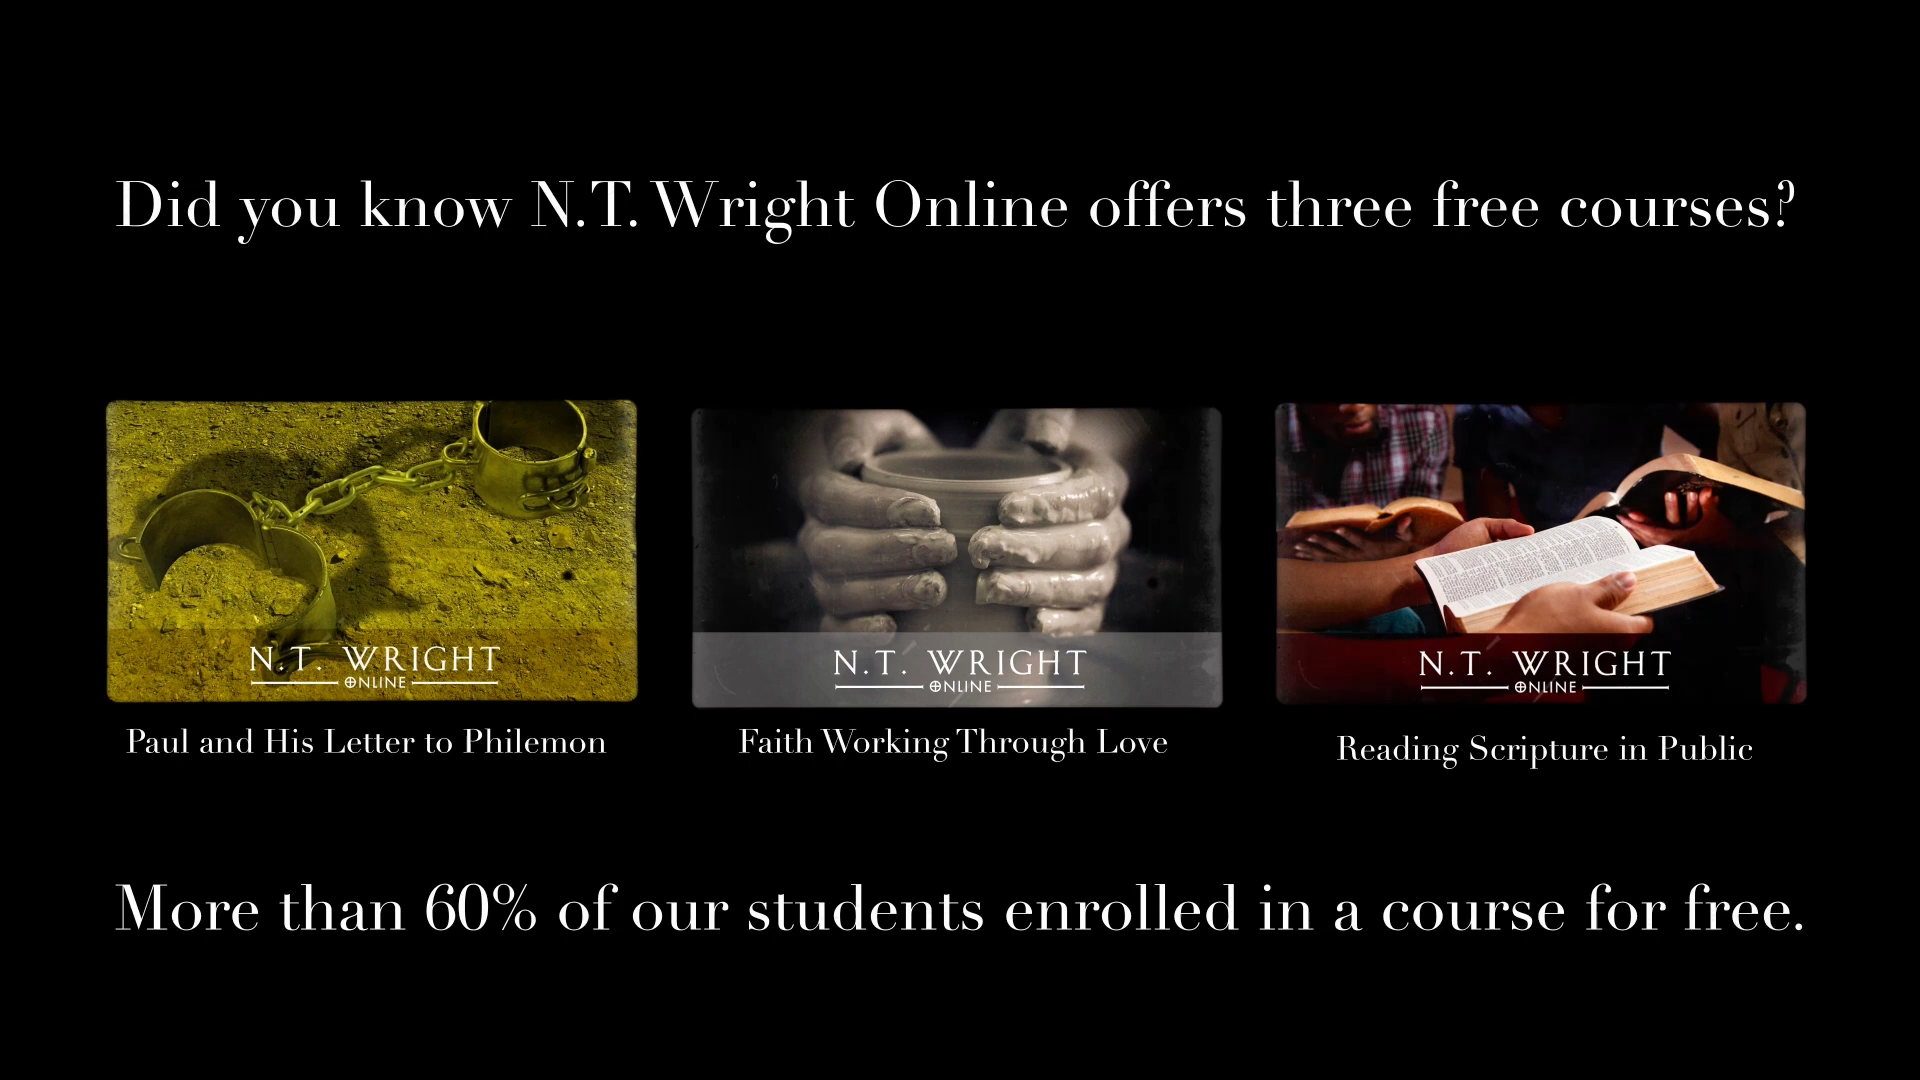 Did you know N.T. Wright Online offers three free courses?
N.T. WRIGHT
ONLINE
Paul and His Letter to Philemon
N.T. WRIGHT
ONLINE
Faith Working Through Love
N.T. WRIGHT
ONLINE
Reading Scripture in Public
More than 60% of our students enrolled in a course for free.